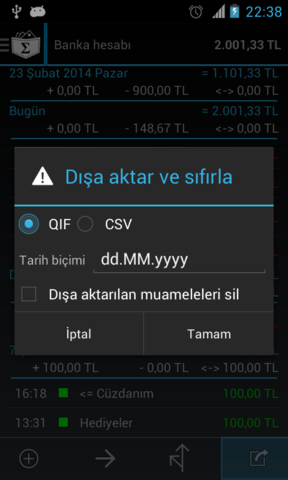 22:38
Banka hesabı 2.001,33 TL
23 Şubat 2014 Pazar = 1.101,33 TL
+ 0,00 TL - 900,00 TL <-> 0,00 TL
Bugün = 2.001,33 TL
+ 0,00 TL - 148,67 TL <-> 0,00 TL
Dışa aktar ve sıfırla
QIF CSV
Tarih biçimi dd.MM.yyyy
Dışa aktarılan muameleleri sil
İptal Tamam
+ 100,00 TL - 0,00 TL <-> 100,00 TL
16:18 <= Cüzdanım 100,00 TL
13:31 Hediyeler 100,00 TL